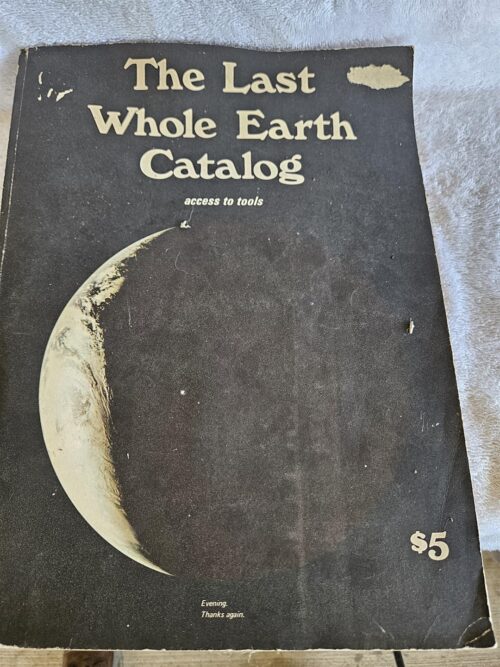 The Last
Whole Earth
Catalog
access to tools
$5
Evening.
Thanks again.